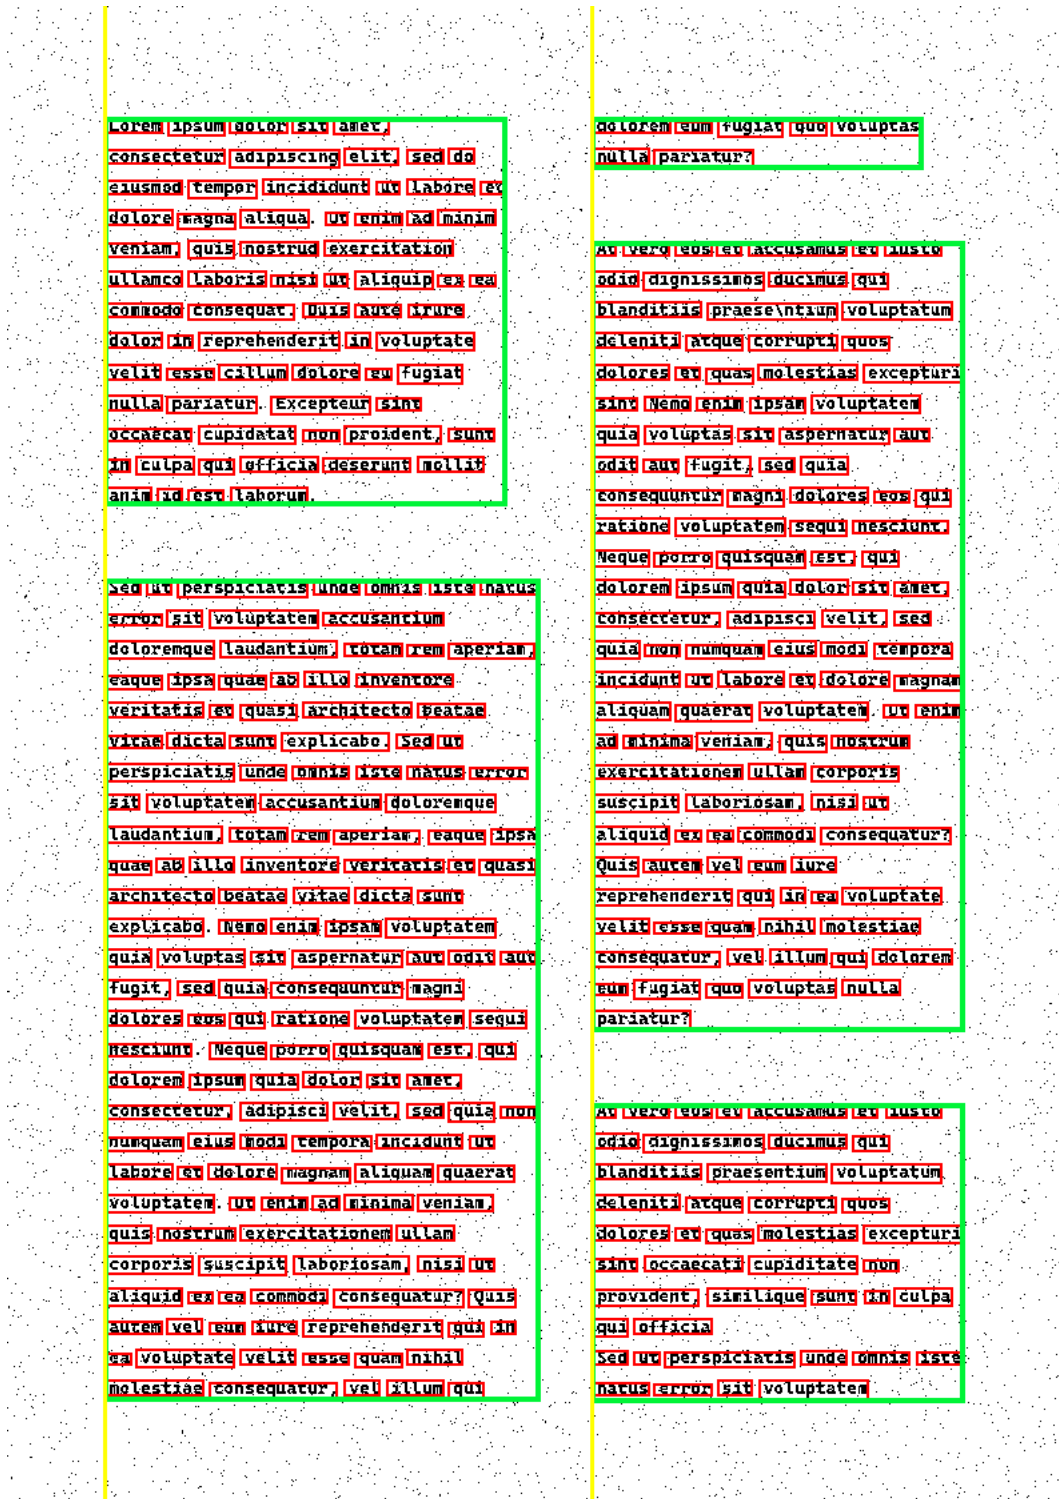 Lorem ipsum dolor sit amet,
consectetur adipiscing elit, sed do
eiusmod tempor incididunt ut labore et
dolore magna aliqua. Ut enim ad minim
veniam, quis nostrud exercitation
ullamco laboris nisi ut aliquip ex ea
commodo consequat. Duis aute irure
dolor in reprehenderit in voluptate
velit esse cillum dolore eu fugiat
nulla pariatur. Excepteur sint
occaecat cupidatat non proident, sunt
in culpa qui officia deserunt mollit
anim id est laborum.
Sed ut perspiciatis unde omnis iste natus
error sit voluptatem accusantium
doloremque laudantium, totam rem aperiam,
eaque ipsa quae ab illo inventore
veritatis et quasi architecto beatae
vitae dicta sunt explicabo. Sed ut
perspiciatis unde omnis iste natus error
sit voluptatem accusantium doloremque
laudantium, totam rem aperiam, eaque ipsa
quae ab illo inventore veritatis et quasi
architecto beatae vitae dicta sunt
explicabo. Nemo enim ipsam voluptatem
quia voluptas sit aspernatur aut odit aut
fugit, sed quia consequuntur magni
dolores eos qui ratione voluptatem sequi
nesciunt. Neque porro quisquam est, qui
dolorem ipsum quia dolor sit amet,
consectetur, adipisci velit, sed quia non
numquam eius modi tempora incidunt ut
labore et dolore magnam aliquam quaerat
voluptatem. Ut enim ad minima veniam,
quis nostrum exercitationem ullam
corporis suscipit laboriosam, nisi ut
aliquid ex ea commodi consequatur? Quis
autem vel eum iure reprehenderit qui in
ea voluptate velit esse quam nihil
molestiae consequatur, vel illum qui
dolorem eum fugiat quo voluptas
nulla pariatur?
At vero eos et accusamus et iusto
odio dignissimos ducimus qui
blanditiis praese\ntium voluptatum
deleniti atque corrupti quos
dolores et quas molestias excepturi
sint Nemo enim ipsam voluptatem
quia voluptas sit aspernatur aut
odit aut fugit, sed quia
consequuntur magni dolores eos qui
ratione voluptatem sequi nesciunt.
Neque porro quisquam est, qui
dolorem ipsum quia dolor sit amet,
consectetur, adipisci velit, sed
quia non numquam eius modi tempora
incidunt ut labore et dolore magnam
aliquam quaerat voluptatem. Ut enim
ad minima veniam, quis nostrum
exercitationem ullam corporis
suscipit laboriosam, nisi ut
aliquid ex ea commodi consequatur?
Quis autem vel eum iure
reprehenderit qui in ea voluptate
velit esse quam nihil molestiae
consequatur, vel illum qui dolorem
eum fugiat quo voluptas nulla
pariatur?
At vero eos et accusamus et iusto
odio dignissimos ducimus qui
blanditiis praesentium voluptatum
deleniti atque corrupti quos
dolores et quas molestias excepturi
sint occaecati cupiditate non
provident, similique sunt in culpa
qui officia
Sed ut perspiciatis unde omnis iste
natus error sit voluptatem